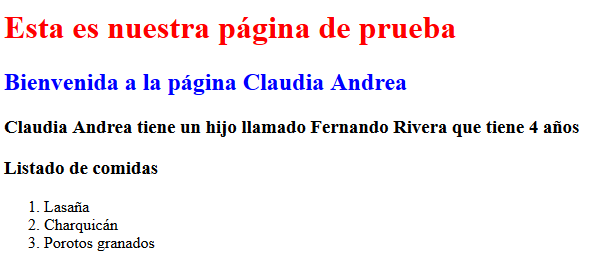 Esta es nuestra página de prueba
Bienvenida a la página Claudia Andrea
Claudia Andrea tiene un hijo llamado Fernando Rivera que tiene 4 años
Listado de comidas
1. Lasaña
2. Charquicán
3. Porotos granados